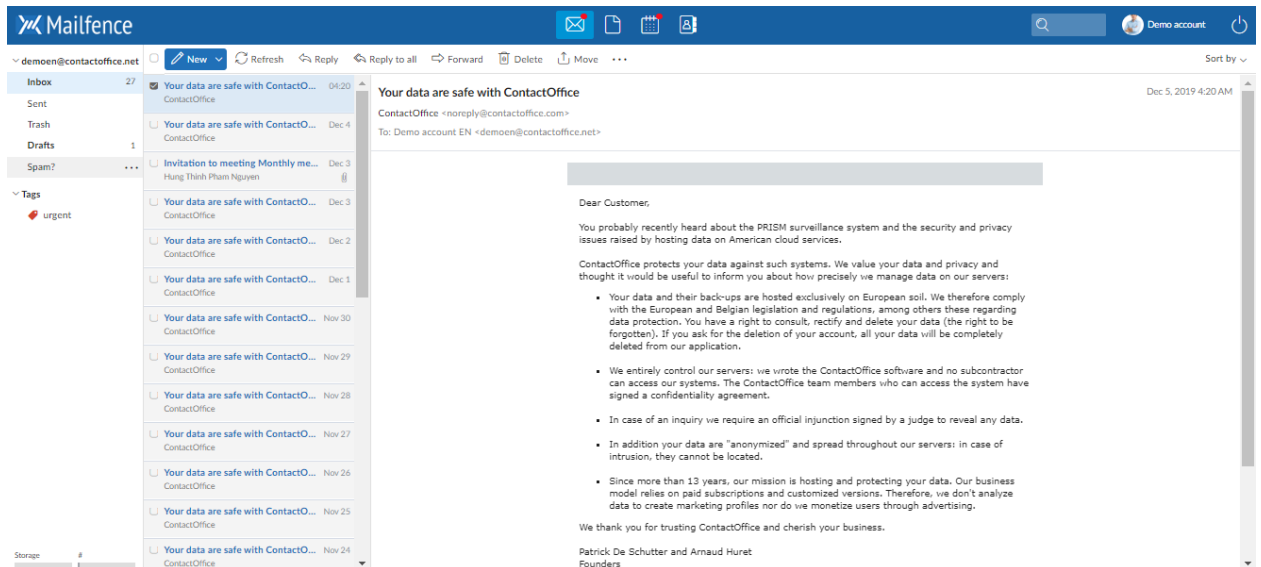 Mailfence
Demo account
demoen@contactoffice.net
New
Refresh
Reply
Reply to all
Forward
Delete
Move
Sort by
Inbox 27
Sent
Trash
Drafts 1
Spam?
Tags
urgent
Storage #
Your data are safe with ContactO... 04:20
ContactOffice
Your data are safe with ContactO... Dec 4
ContactOffice
Invitation to meeting Monthly me... Dec 3
Hung Thinh Pham Nguyen
Your data are safe with ContactO... Dec 3
ContactOffice
Your data are safe with ContactO... Dec 2
ContactOffice
Your data are safe with ContactO... Dec 1
ContactOffice
Your data are safe with ContactO... Nov 30
ContactOffice
Your data are safe with ContactO... Nov 29
ContactOffice
Your data are safe with ContactO... Nov 28
ContactOffice
Your data are safe with ContactO... Nov 27
ContactOffice
Your data are safe with ContactO... Nov 26
ContactOffice
Your data are safe with ContactO... Nov 25
ContactOffice
Your data are safe with ContactO... Nov 24
ContactOffice
Your data are safe with ContactOffice Dec 5, 2019 4:20 AM
ContactOffice <noreply@contactoffice.com>
To: Demo account EN <demoen@contactoffice.net>
Dear Customer,
You probably recently heard about the PRISM surveillance system and the security and privacy
issues raised by hosting data on American cloud services.
ContactOffice protects your data against such systems. We value your data and privacy and
thought it would be useful to inform you about how precisely we manage data on our servers:
• Your data and their back-ups are hosted exclusively on European soil. We therefore comply
with the European and Belgian legislation and regulations, among others these regarding
data protection. You have a right to consult, rectify and delete your data (the right to be
forgotten). If you ask for the deletion of your account, all your data will be completely
deleted from our application.
• We entirely control our servers: we wrote the ContactOffice software and no subcontractor
can access our systems. The ContactOffice team members who can access the system have
signed a confidentiality agreement.
• In case of an inquiry we require an official injunction signed by a judge to reveal any data.
• In addition your data are "anonymized" and spread throughout our servers: in case of
intrusion, they cannot be located.
• Since more than 13 years, our mission is hosting and protecting your data. Our business
model relies on paid subscriptions and customized versions. Therefore, we don't analyze
data to create marketing profiles nor do we monetize users through advertising.
We thank you for trusting ContactOffice and cherish your business.
Patrick De Schutter and Arnaud Huret
Founders